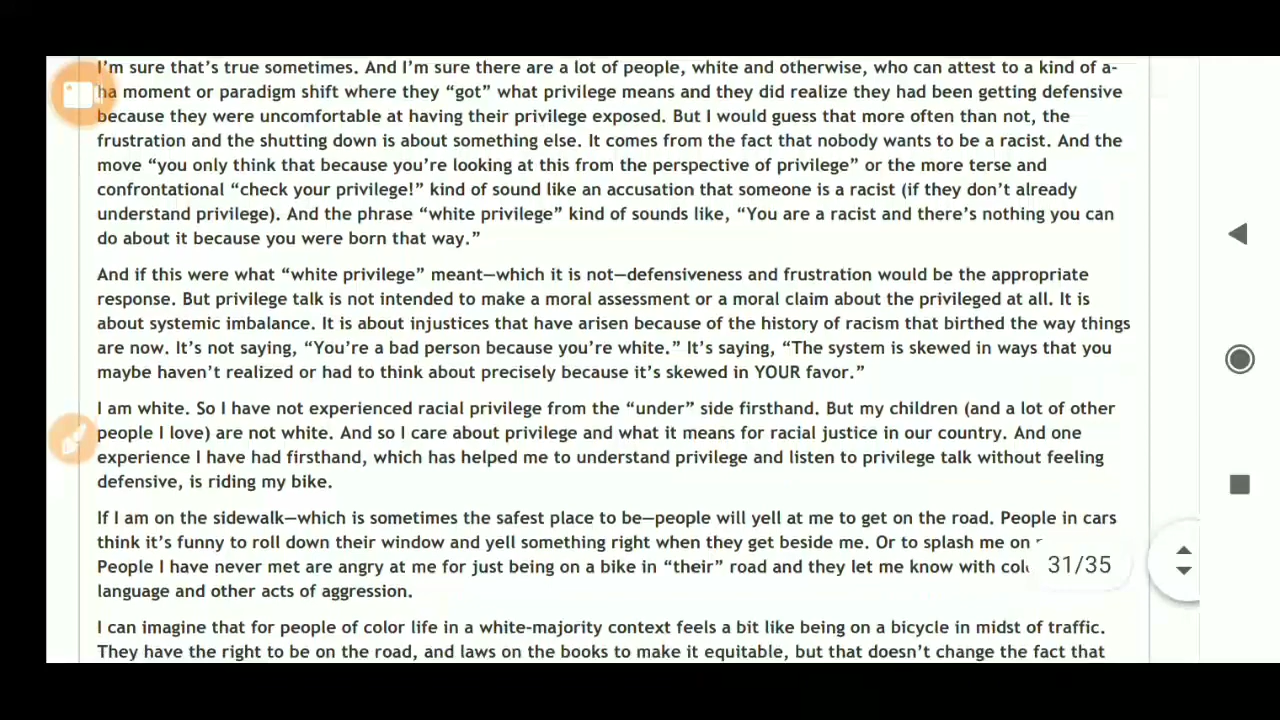 I’m sure that’s true sometimes. And I’m sure there are a lot of people, white and otherwise, who can attest to a kind of a-
ha moment or paradigm shift where they “got” what privilege means and they did realize they had been getting defensive
because they were uncomfortable at having their privilege exposed. But I would guess that more often than not, the
frustration and the shutting down is about something else. It comes from the fact that nobody wants to be a racist. And the
move “you only think that because you’re looking at this from the perspective of privilege” or the more terse and
confrontational “check your privilege!” kind of sound like an accusation that someone is a racist (if they don’t already
understand privilege). And the phrase “white privilege” kind of sounds like, “You are a racist and there’s nothing you can
do about it because you were born that way.”
And if this were what “white privilege” meant—which it is not—defensiveness and frustration would be the appropriate
response. But privilege talk is not intended to make a moral assessment or a moral claim about the privileged at all. It is
about systemic imbalance. It is about injustices that have arisen because of the history of racism that birthed the way things
are now. It’s not saying, “You’re a bad person because you’re white.” It’s saying, “The system is skewed in ways that you
maybe haven’t realized or had to think about precisely because it’s skewed in YOUR favor.”
I am white. So I have not experienced racial privilege from the “under” side firsthand. But my children (and a lot of other
people I love) are not white. And so I care about privilege and what it means for racial justice in our country. And one
experience I have had firsthand, which has helped me to understand privilege and listen to privilege talk without feeling
defensive, is riding my bike.
If I am on the sidewalk—which is sometimes the safest place to be—people will yell at me to get on the road. People in cars
think it’s funny to roll down their window and yell something right when they get beside me. Or to splash me on
People I have never met are angry at me for just being on a bike in “their” road and they let me know with
language and other acts of aggression.
31/35
I can imagine that for people of color life in a white-majority context feels a bit like being on a bicycle in midst of traffic.
They have the right to be on the road, and laws on the books to make it equitable, but that doesn’t change the fact that